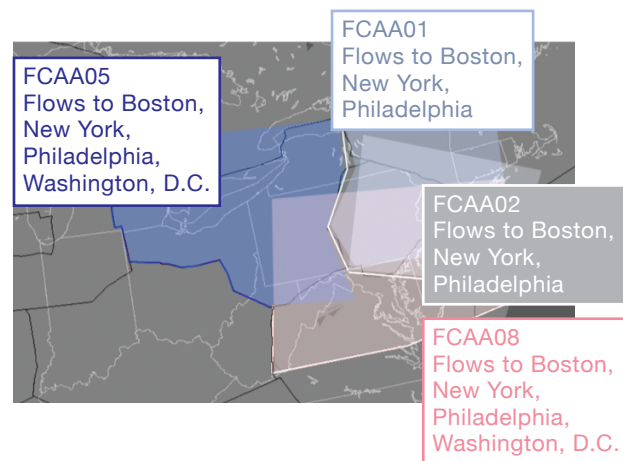 FCAA01
Flows to Boston,
New York,
Philadelphia
FCAA05
Flows to Boston,
New York,
Philadelphia,
Washington, D.C.
FCAA02
Flows to Boston,
New York,
Philadelphia
FCAA08
Flows to Boston,
New York,
Philadelphia,
Washington, D.C.